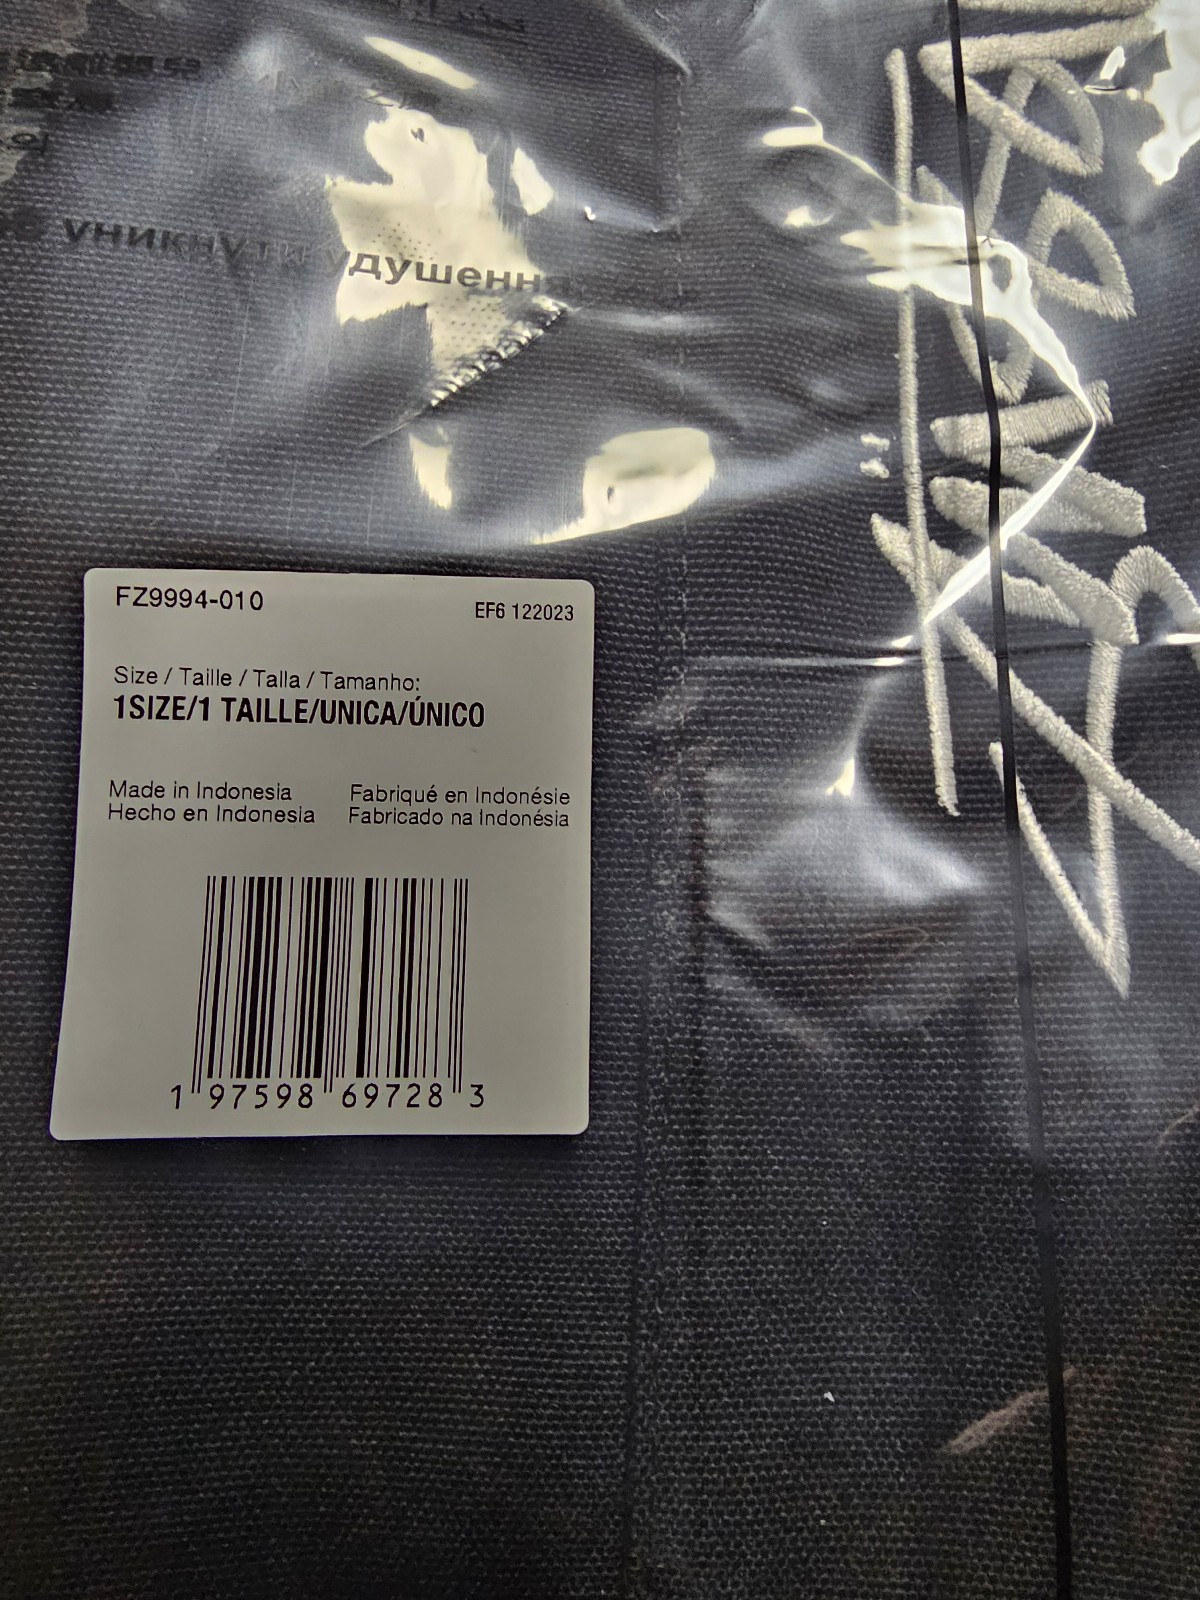 уникнути удушення
FZ9994-010
EF6 122023
Size / Taille / Talla / Tamanho:
1SIZE/1 TAILLE/UNICA/ÚNICO
Made in Indonesia Fabriqué en Indonésie
Hecho en Indonesia Fabricado na Indonésia
1 97598 69728 3